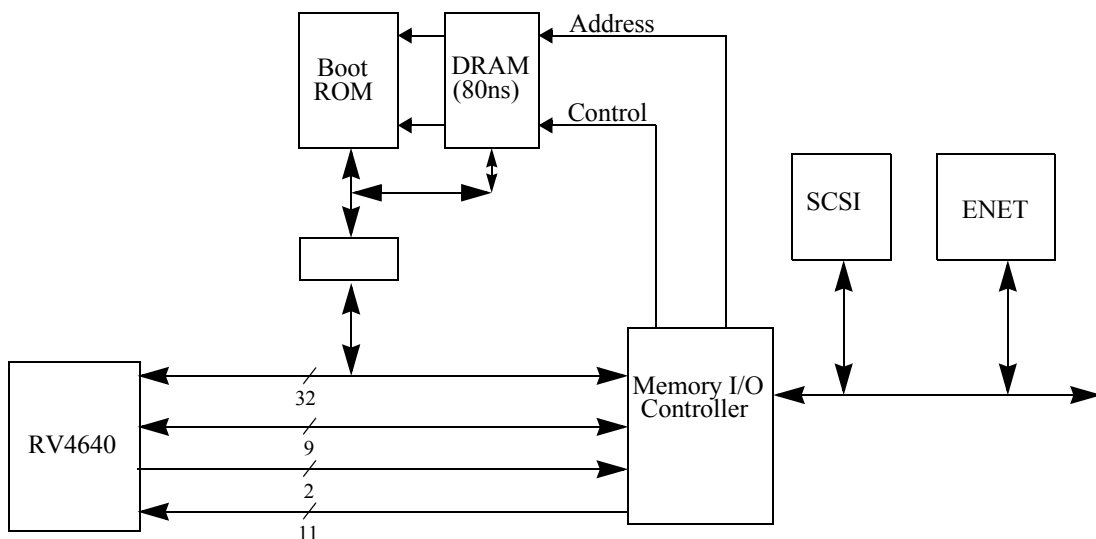 Address
Boot
ROM
DRAM
(80ns)
Control
SCSI
ENET
32
Memory I/O
Controller
RV4640
9
2
11